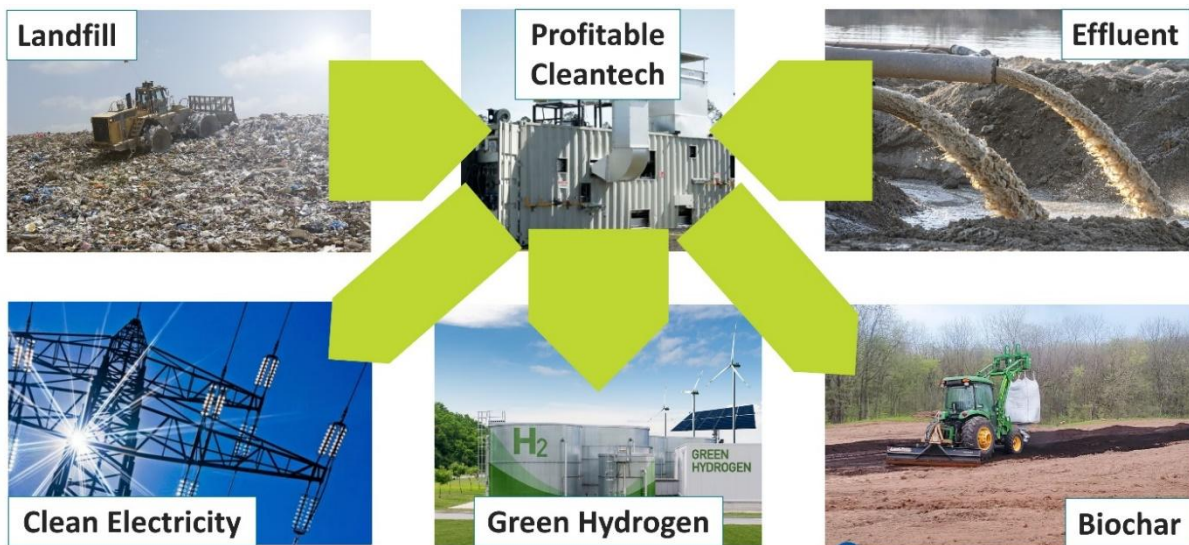 Landfill
Profitable
Cleantech
Effluent
H2
GREEN
HYDROGEN
Clean Electricity
Green Hydrogen
Biochar